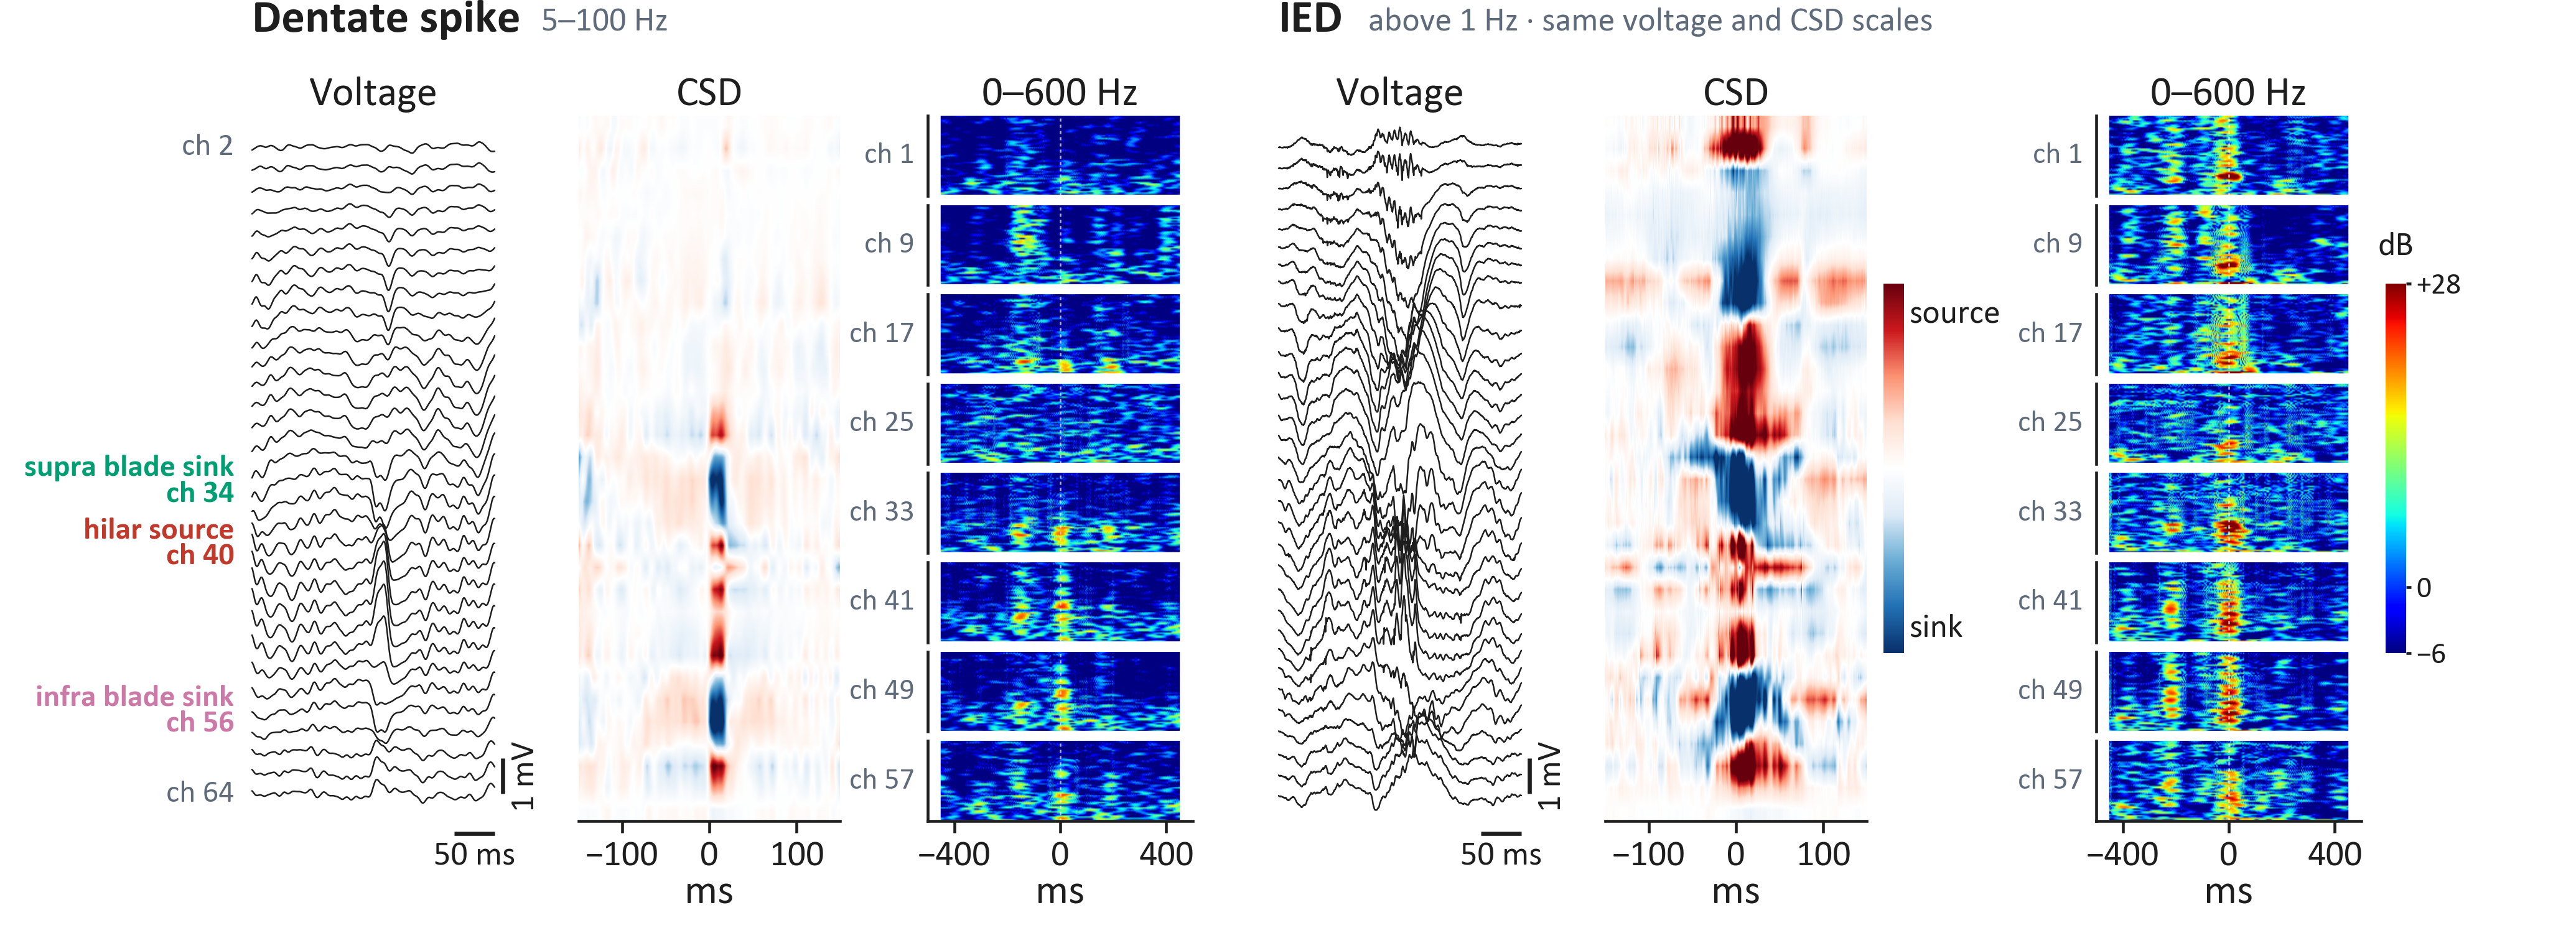 Dentate spike 5–100 Hz
IED above 1 Hz · same voltage and CSD scales
Voltage
CSD
0–600 Hz
ch 2
supra blade sink
ch 34
hilar source
ch 40
infra blade sink
ch 56
ch 64
1 mV
50 ms
−100 0 100
ms
ch 1
ch 9
ch 17
ch 25
ch 33
ch 41
ch 49
ch 57
−400 0 400
ms
Voltage
CSD
0–600 Hz
1 mV
50 ms
−100 0 100
ms
source
sink
ch 1
ch 9
ch 17
ch 25
ch 33
ch 41
ch 49
ch 57
−400 0 400
ms
dB
+28
0
−6